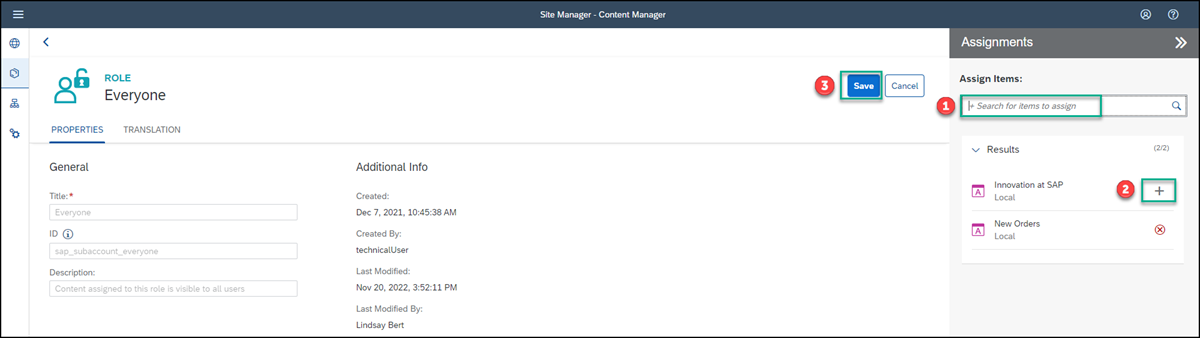 Site Manager - Content Manager
ROLE
Everyone
3
Save
Cancel
PROPERTIES
TRANSLATION
General
Title:*
Everyone
ID
sap_subaccount_everyone
Description:
Content assigned to this role is visible to all users
Additional Info
Created:
Dec 7, 2021, 10:45:38 AM
Created By:
technicalUser
Last Modified:
Nov 20, 2022, 3:52:11 PM
Last Modified By:
Lindsay Bert
Assignments
Assign Items:
1
+ Search for items to assign
Results (2/2)
A
Innovation at SAP
Local
2
A
New Orders
Local